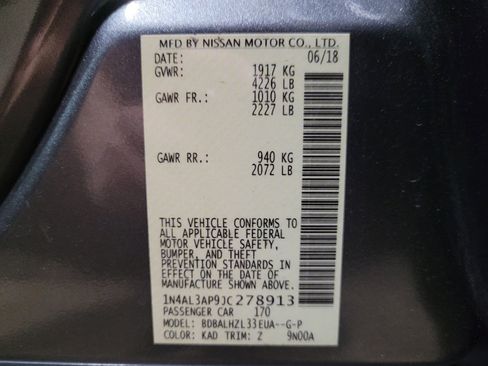 MFD BY NISSAN MOTOR CO., LTD.
DATE: 06/18
GVWR: 1917 KG
4226 LB
GAWR FR.: 1010 KG
2227 LB
GAWR RR.: 940 KG
2072 LB
THIS VEHICLE CONFORMS TO
ALL APPLICABLE FEDERAL
MOTOR VEHICLE SAFETY,
BUMPER, AND THEFT
PREVENTION STANDARDS IN
EFFECT ON THE DATE OF
MANUFACTURE SHOWN ABOVE.
1N4AL3AP9JC278913
PASSENGER CAR 170
MODEL: BDBALHZL33EUA--G-P
COLOR: KAD TRIM: Z 9N00A